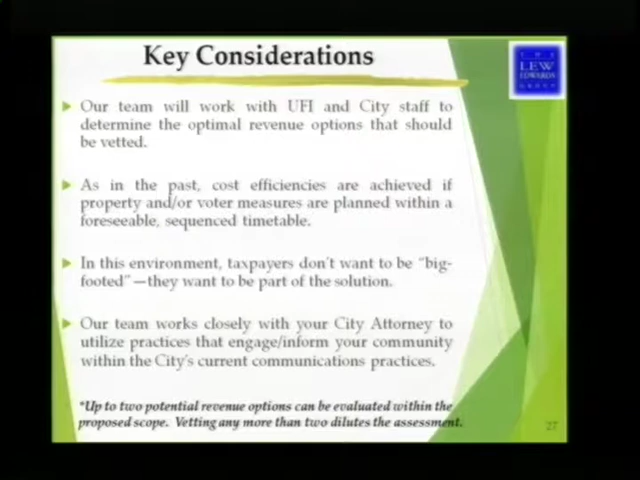 Key Considerations
THE
LEW
EDWARDS
GROUP
Our team will work with UFI and City staff to
determine the optimal revenue options that should
be vetted.
As in the past, cost efficiencies are achieved if
property and/or voter measures are planned within a
foreseeable, sequenced timetable.
In this environment, taxpayers don't want to be "big-
footed"—they want to be part of the solution.
Our team works closely with your City Attorney to
utilize practices that engage/inform your community
within the City's current communications practices.
*Up to two potential revenue options can be evaluated within the
proposed scope. Vetting any more than two dilutes the assessment.
27